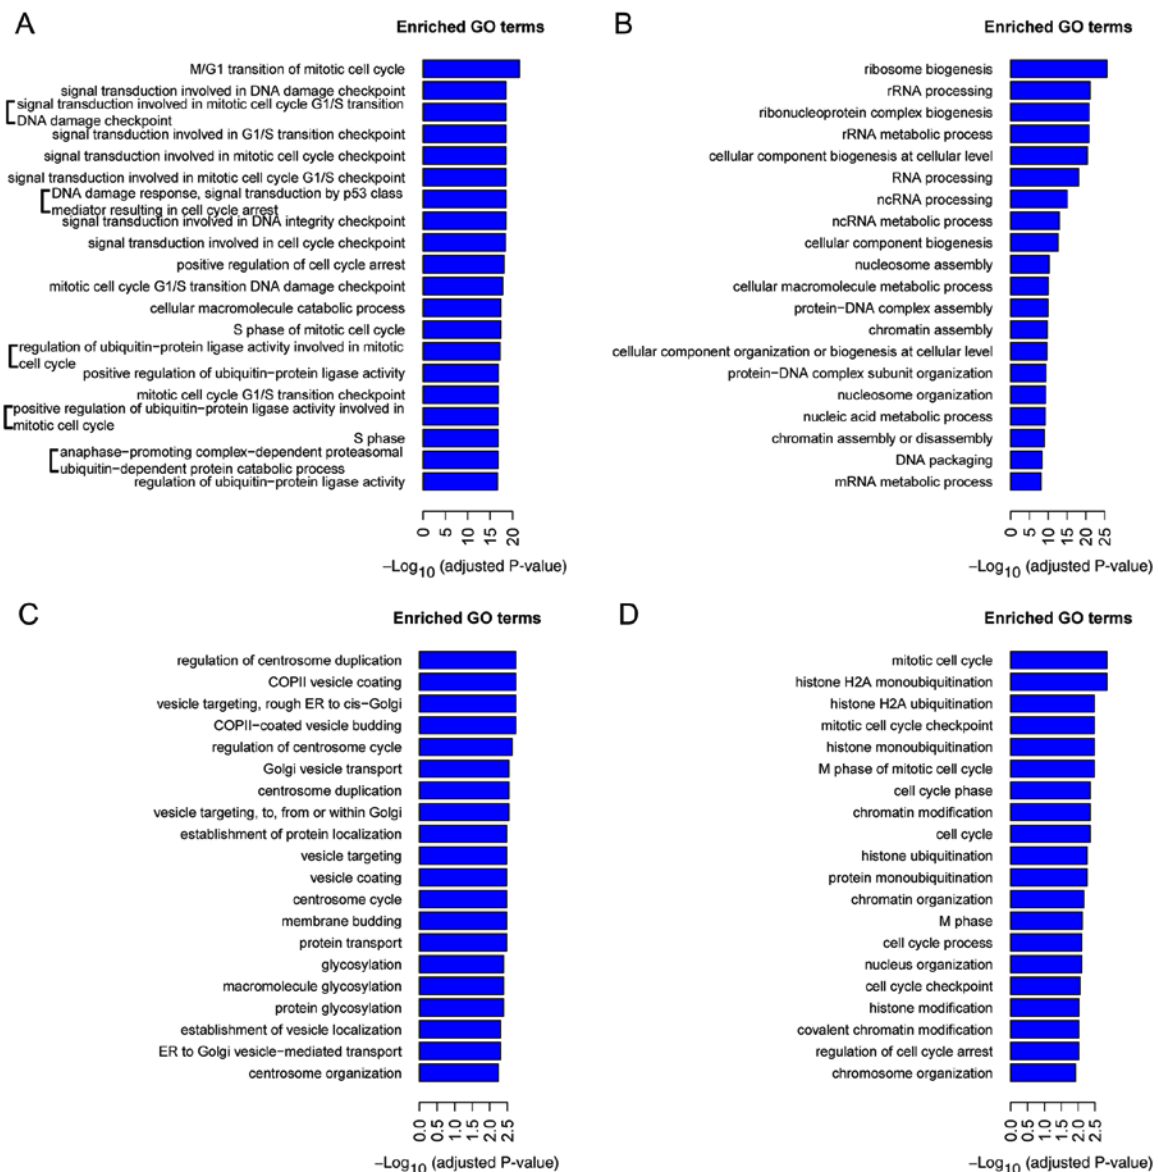 A
Enriched GO terms
M/G1 transition of mitotic cell cycle
signal transduction involved in DNA damage checkpoint
signal transduction involved in mitotic cell cycle G1/S transition
DNA damage checkpoint
signal transduction involved in G1/S transition checkpoint
signal transduction involved in mitotic cell cycle checkpoint
signal transduction involved in mitotic cell cycle G1/S checkpoint
DNA damage response, signal transduction by p53 class
mediator resulting in cell cycle arrest
signal transduction involved in DNA integrity checkpoint
signal transduction involved in cell cycle checkpoint
positive regulation of cell cycle arrest
mitotic cell cycle G1/S transition DNA damage checkpoint
cellular macromolecule catabolic process
S phase of mitotic cell cycle
regulation of ubiquitin−protein ligase activity involved in mitotic
cell cycle
positive regulation of ubiquitin−protein ligase activity
mitotic cell cycle G1/S transition checkpoint
positive regulation of ubiquitin−protein ligase activity involved in
mitotic cell cycle
S phase
anaphase−promoting complex−dependent proteasomal
ubiquitin−dependent protein catabolic process
regulation of ubiquitin−protein ligase activity
0 5 10 15 20
−Log10 (adjusted P-value)
B
Enriched GO terms
ribosome biogenesis
rRNA processing
ribonucleoprotein complex biogenesis
rRNA metabolic process
cellular component biogenesis at cellular level
RNA processing
ncRNA processing
ncRNA metabolic process
cellular component biogenesis
nucleosome assembly
cellular macromolecule metabolic process
protein−DNA complex assembly
chromatin assembly
cellular component organization or biogenesis at cellular level
protein−DNA complex subunit organization
nucleosome organization
nucleic acid metabolic process
chromatin assembly or disassembly
DNA packaging
mRNA metabolic process
0 5 10 15 20 25
−Log10 (adjusted P-value)
C
Enriched GO terms
regulation of centrosome duplication
COPII vesicle coating
vesicle targeting, rough ER to cis−Golgi
COPII−coated vesicle budding
regulation of centrosome cycle
Golgi vesicle transport
centrosome duplication
vesicle targeting, to, from or within Golgi
establishment of protein localization
vesicle targeting
vesicle coating
centrosome cycle
membrane budding
protein transport
glycosylation
macromolecule glycosylation
protein glycosylation
establishment of vesicle localization
ER to Golgi vesicle−mediated transport
centrosome organization
0.0 0.5 1.0 1.5 2.0 2.5
−Log10 (adjusted P-value)
D
Enriched GO terms
mitotic cell cycle
histone H2A monoubiquitination
histone H2A ubiquitination
mitotic cell cycle checkpoint
histone monoubiquitination
M phase of mitotic cell cycle
cell cycle phase
chromatin modification
cell cycle
histone ubiquitination
protein monoubiquitination
chromatin organization
M phase
cell cycle process
nucleus organization
cell cycle checkpoint
histone modification
covalent chromatin modification
regulation of cell cycle arrest
chromosome organization
0.0 0.5 1.0 1.5 2.0 2.5
−Log10 (adjusted P-value)